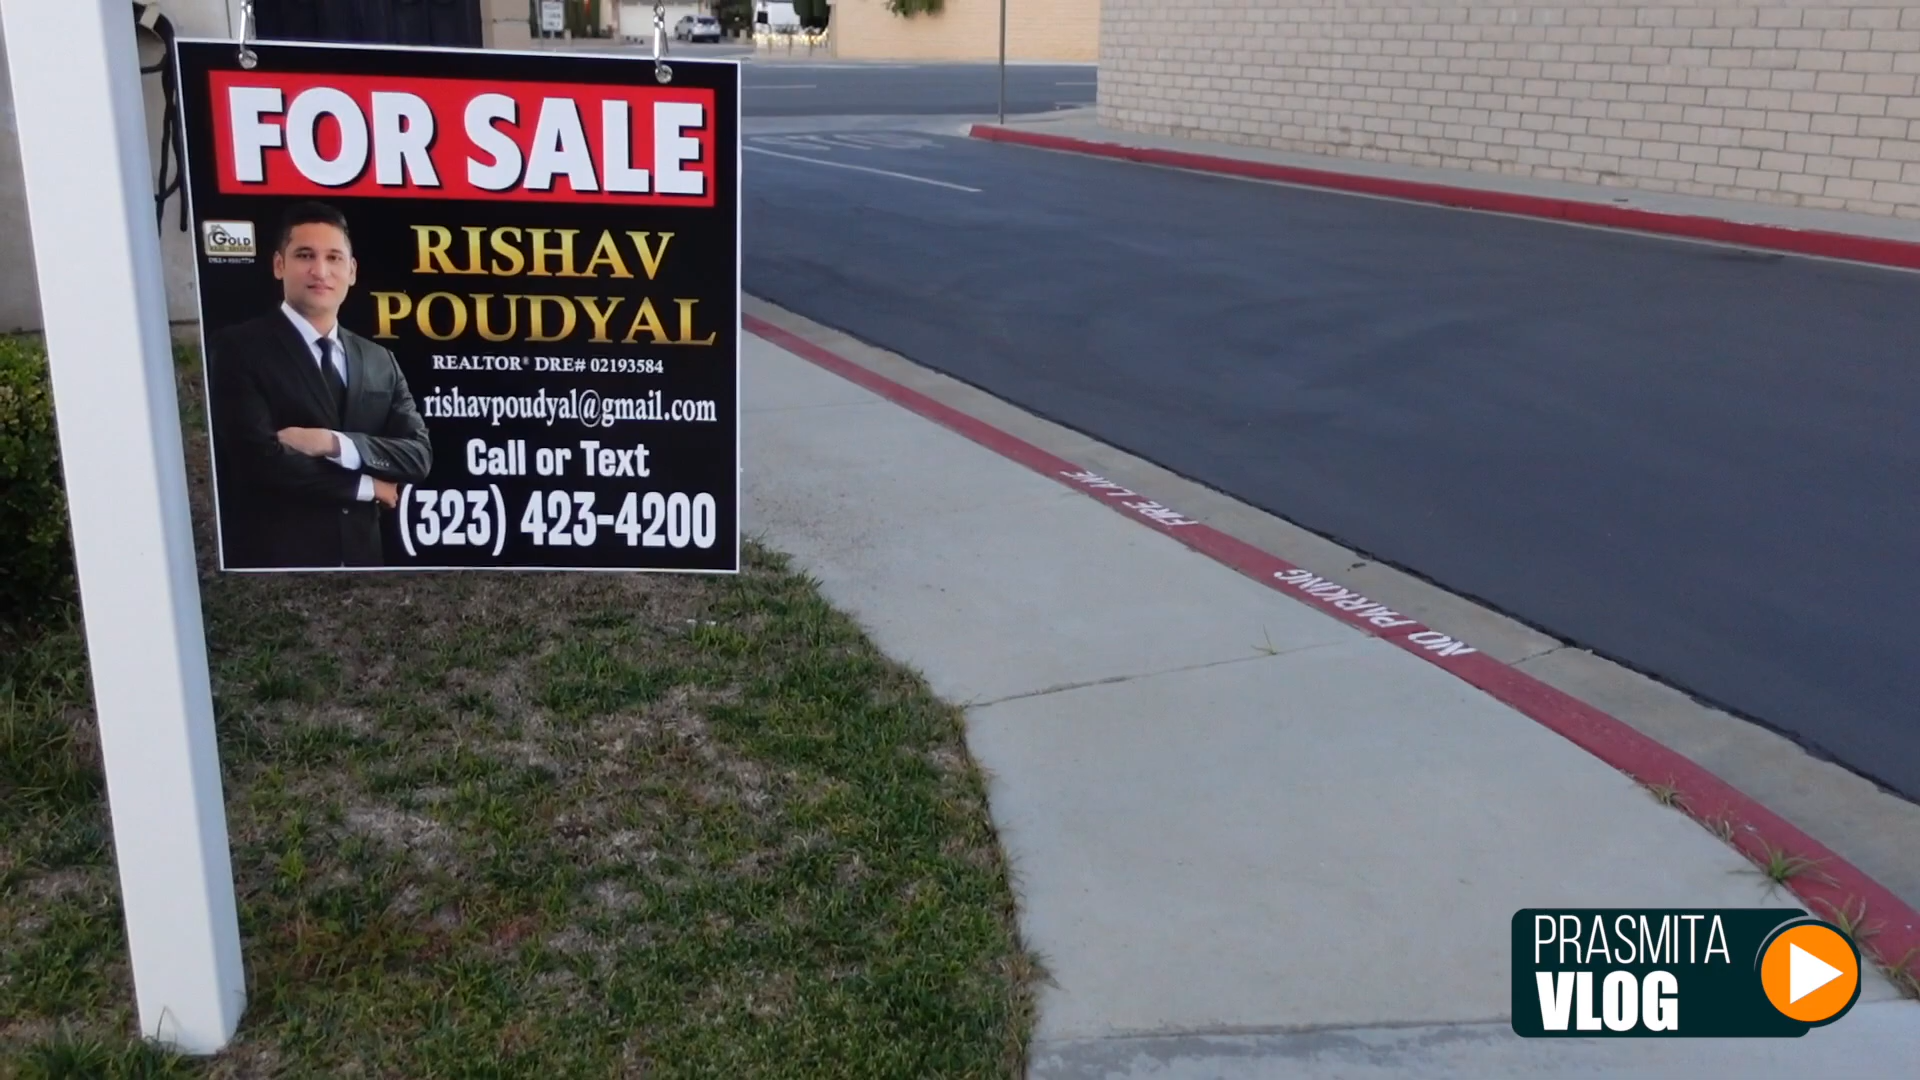 FOR SALE
GOLD
RISHAV
POUDYAL
REALTOR® DRE# 02193584
rishavpoudyal@gmail.com
Call or Text
(323) 423-4200
FIRE LANE
NO PARKING
PRASMITA
VLOG